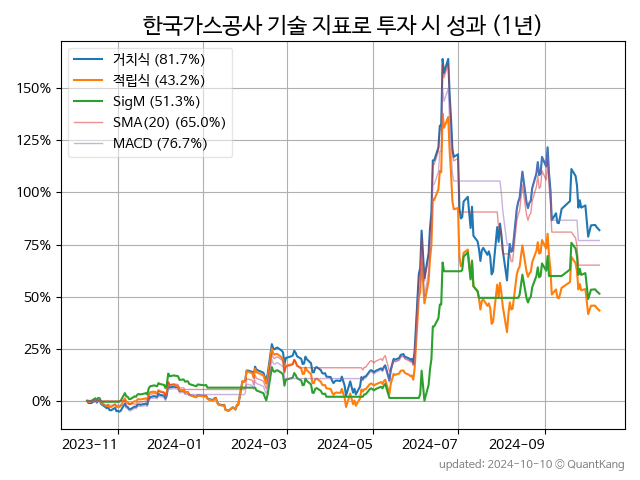 한국가스공사 기술 지표로 투자 시 성과 (1년)
거치식 (81.7%)
적립식 (43.2%)
SigM (51.3%)
SMA(20) (65.0%)
MACD (76.7%)
150%
125%
100%
75%
50%
25%
0%
2023-11 2024-01 2024-03 2024-05 2024-07 2024-09
updated: 2024-10-10 © QuantKang